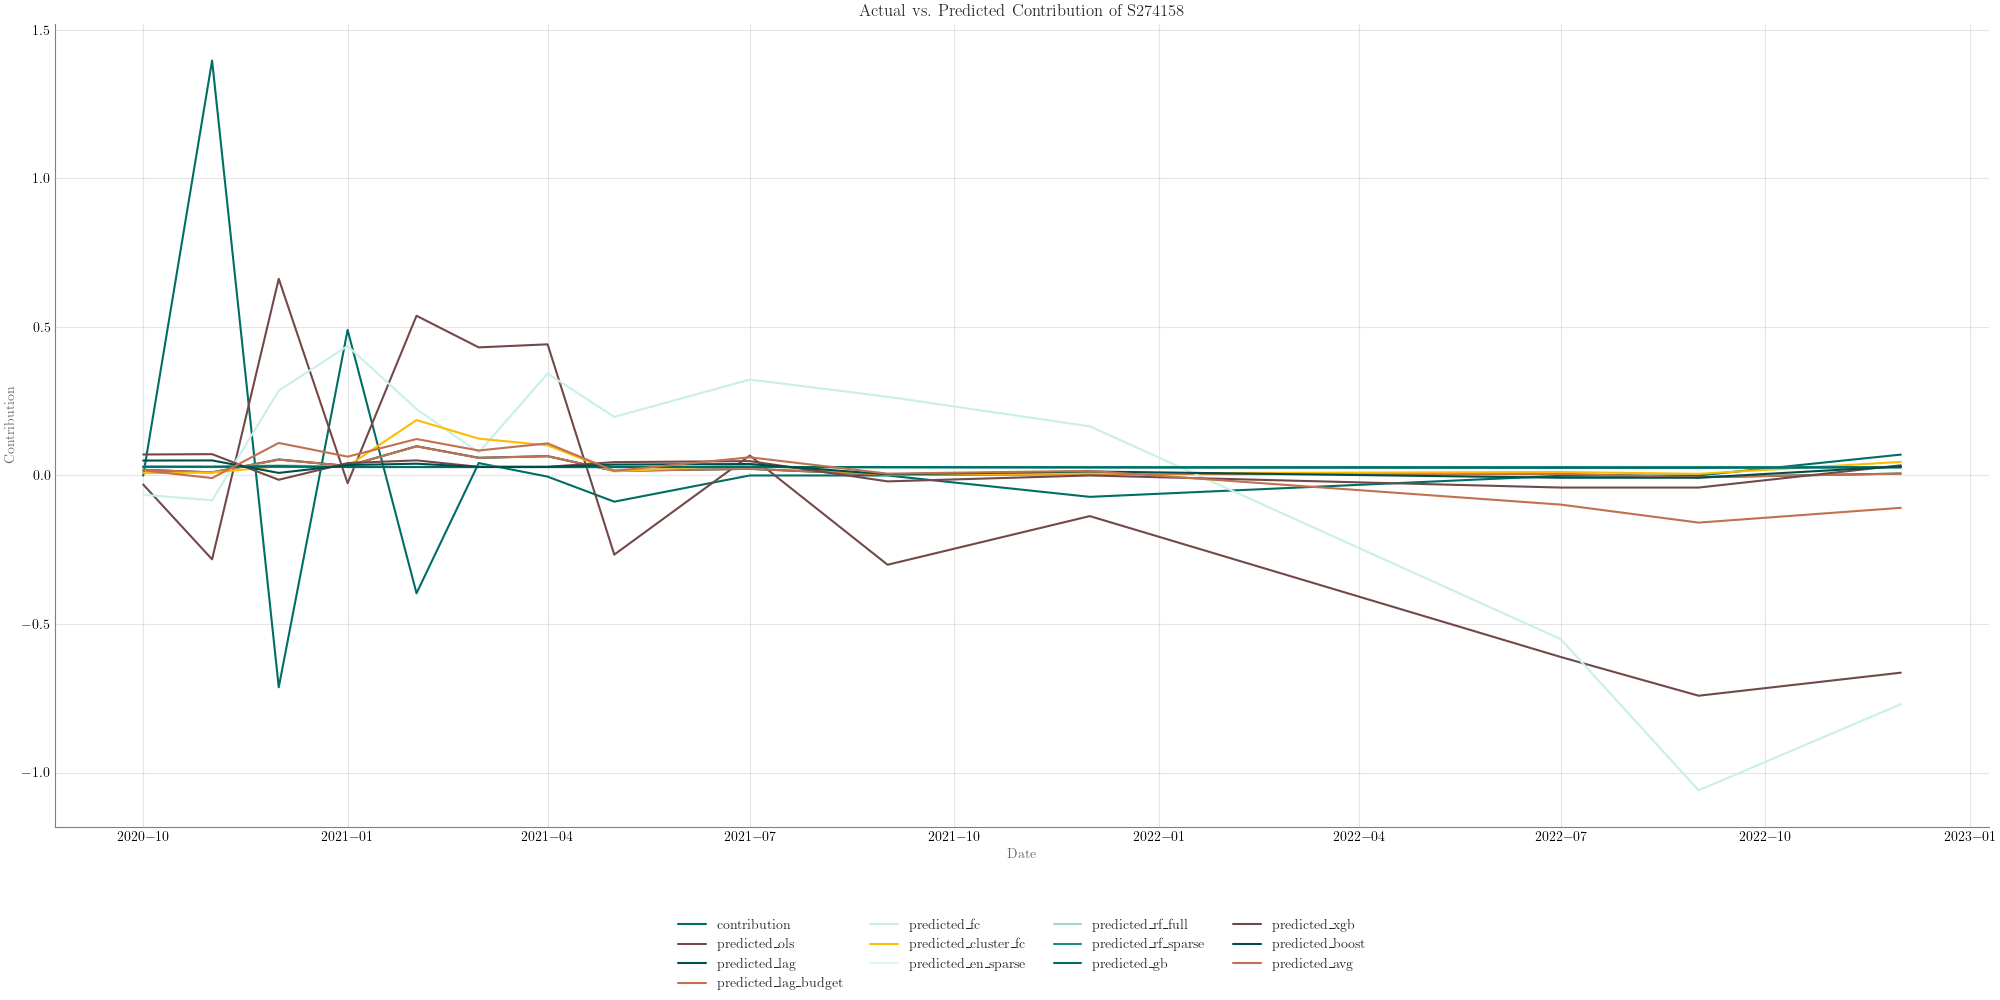 Actual vs. Predicted Contribution of S274158
1.5
1.0
0.5
0.0
−0.5
−1.0
Contribution
2020−10
2021−01
2021−04
2021−07
2021−10
2022−01
2022−04
2022−07
2022−10
2023−01
Date
contribution
predicted_ols
predicted_lag
predicted_lag_budget
predicted_fc
predicted_cluster_fc
predicted_en_sparse
predicted_rf_full
predicted_rf_sparse
predicted_gb
predicted_xgb
predicted_boost
predicted_avg